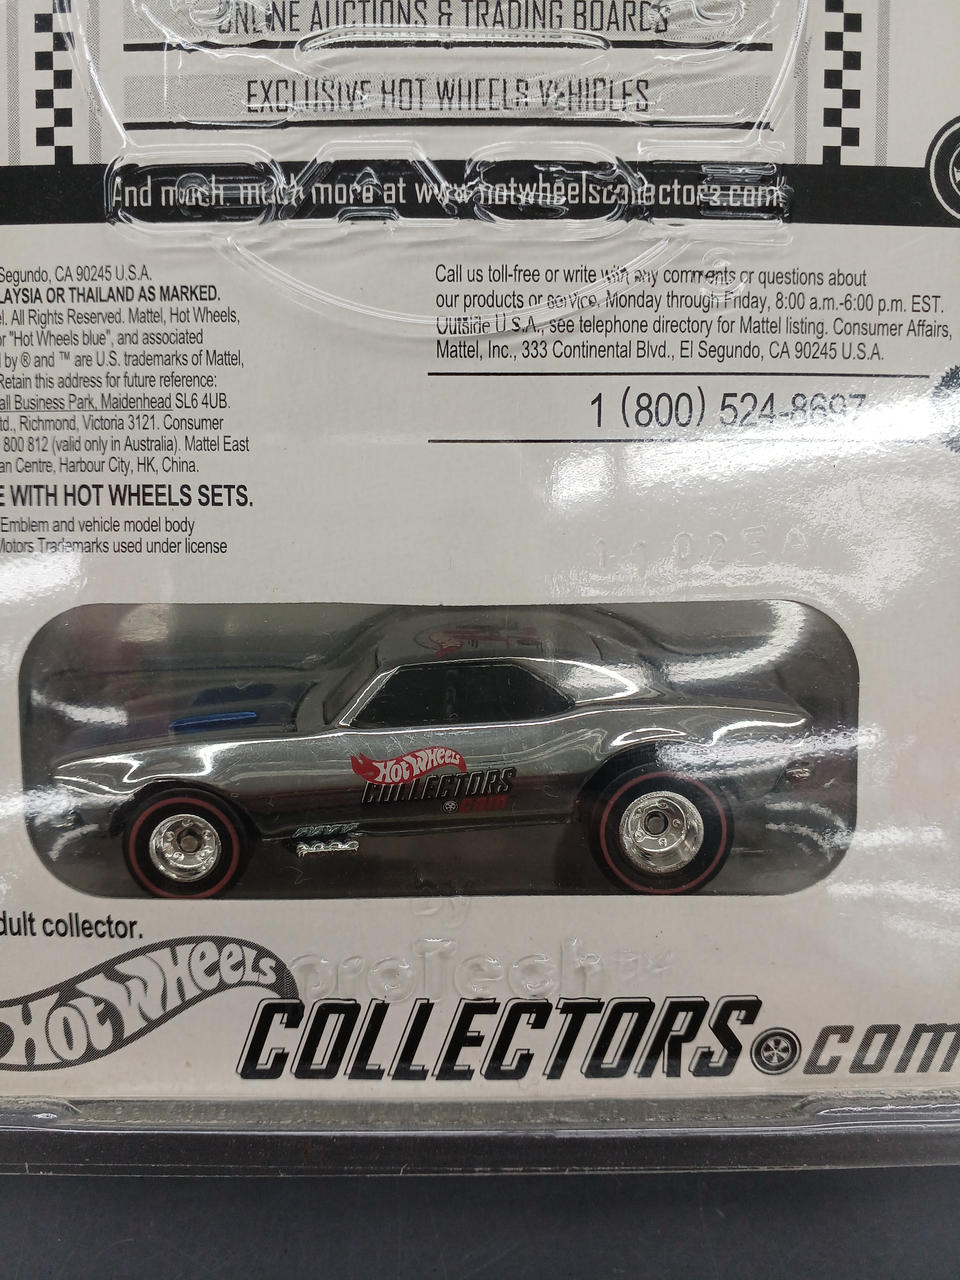 ONLINE AUCTIONS & TRADING BOARDS
EXCLUSIVE HOT WHEELS VEHICLES
And much, much more at www.hotwheelscollectors.com
Segundo, CA 90245 U.S.A.
LAYSIA OR THAILAND AS MARKED.
el. All Rights Reserved. Mattel, Hot Wheels,
or "Hot Wheels blue", and associated
d by ® and ™ are U.S. trademarks of Mattel,
Retain this address for future reference:
all Business Park, Maidenhead SL6 4UB.
td., Richmond, Victoria 3121. Consumer
800 812 (valid only in Australia). Mattel East
an Centre, Harbour City, HK, China.
E WITH HOT WHEELS SETS.
Emblem and vehicle model body
Motors Trademarks used under license
Call us toll-free or write with any comments or questions about
our products or service, Monday through Friday, 8:00 a.m.-6:00 p.m. EST.
Outside U.S.A., see telephone directory for Mattel listing. Consumer Affairs,
Mattel, Inc., 333 Continental Blvd., El Segundo, CA 90245 U.S.A.
1 (800) 524-8697
Hot Wheels
COLLECTORS
.com
dult collector.
by
ProTech™
Hot Wheels
COLLECTORS.com